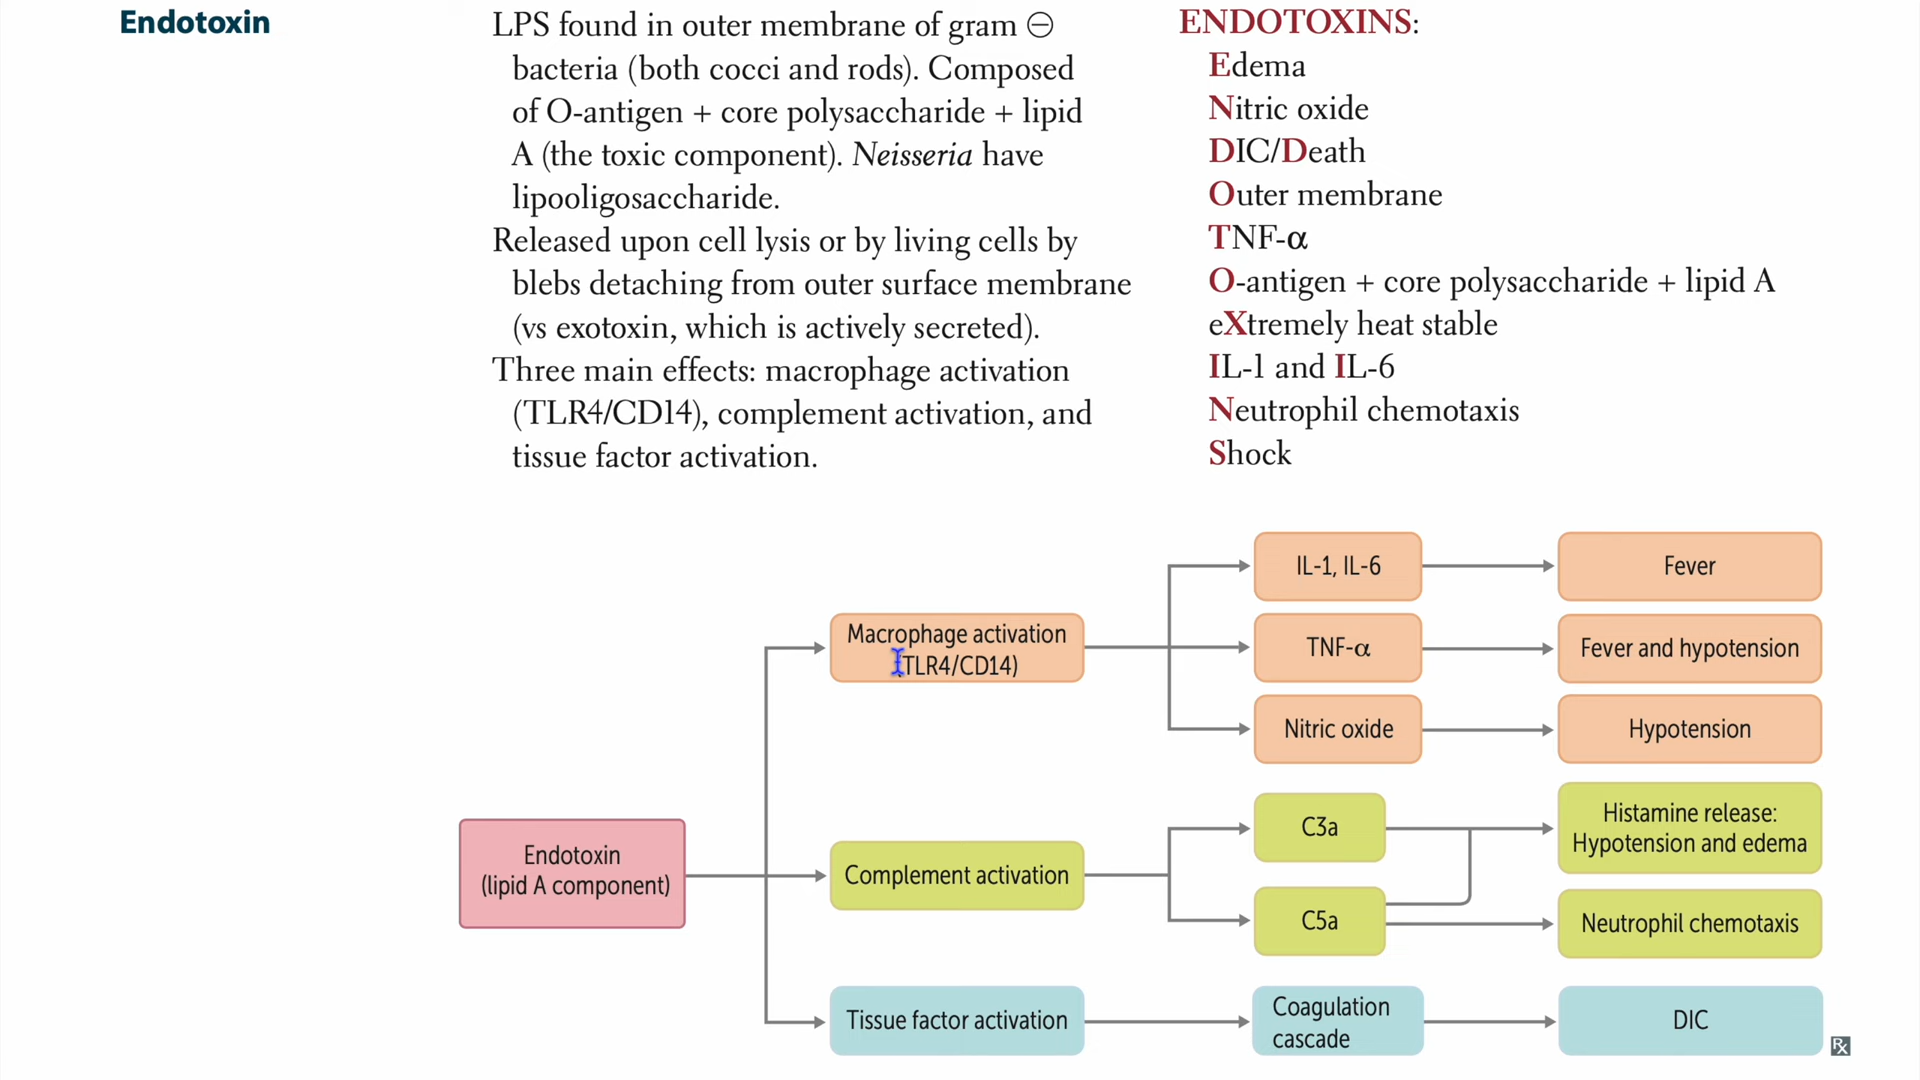 Endotoxin
LPS found in outer membrane of gram ⊖
bacteria (both cocci and rods). Composed
of O-antigen + core polysaccharide + lipid
A (the toxic component). Neisseria have
lipooligosaccharide.
Released upon cell lysis or by living cells by
blebs detaching from outer surface membrane
(vs exotoxin, which is actively secreted).
Three main effects: macrophage activation
(TLR4/CD14), complement activation, and
tissue factor activation.
ENDOTOXINS:
Edema
Nitric oxide
DIC/Death
Outer membrane
TNF-α
O-antigen + core polysaccharide + lipid A
eXtremely heat stable
IL-1 and IL-6
Neutrophil chemotaxis
Shock
Endotoxin
(lipid A component)
Macrophage activation
(TLR4/CD14)
IL-1, IL-6
Fever
TNF-α
Fever and hypotension
Nitric oxide
Hypotension
Complement activation
C3a
Histamine release:
Hypotension and edema
C5a
Neutrophil chemotaxis
Tissue factor activation
Coagulation
cascade
DIC
Rx